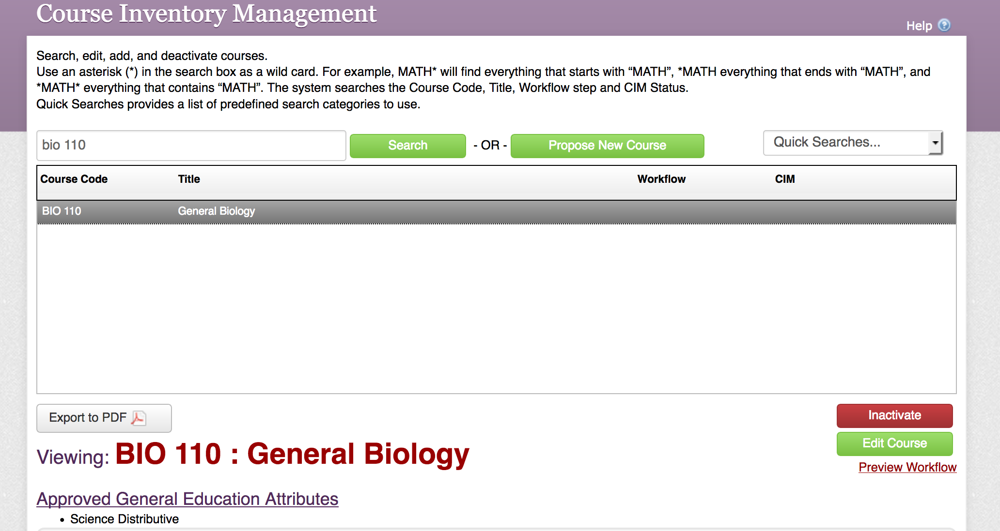 Course Inventory Management
Help
Search, edit, add, and deactivate courses.
Use an asterisk (*) in the search box as a wild card. For example, MATH* will find everything that starts with “MATH”, *MATH everything that ends with “MATH”, and
*MATH* everything that contains “MATH”. The system searches the Course Code, Title, Workflow step and CIM Status.
Quick Searches provides a list of predefined search categories to use.
bio 110 Search - OR - Propose New Course Quick Searches...
Course Code Title Workflow CIM
BIO 110 General Biology
Export to PDF Inactivate
Edit Course
Viewing: BIO 110 : General Biology
Preview Workflow
Approved General Education Attributes
• Science Distributive